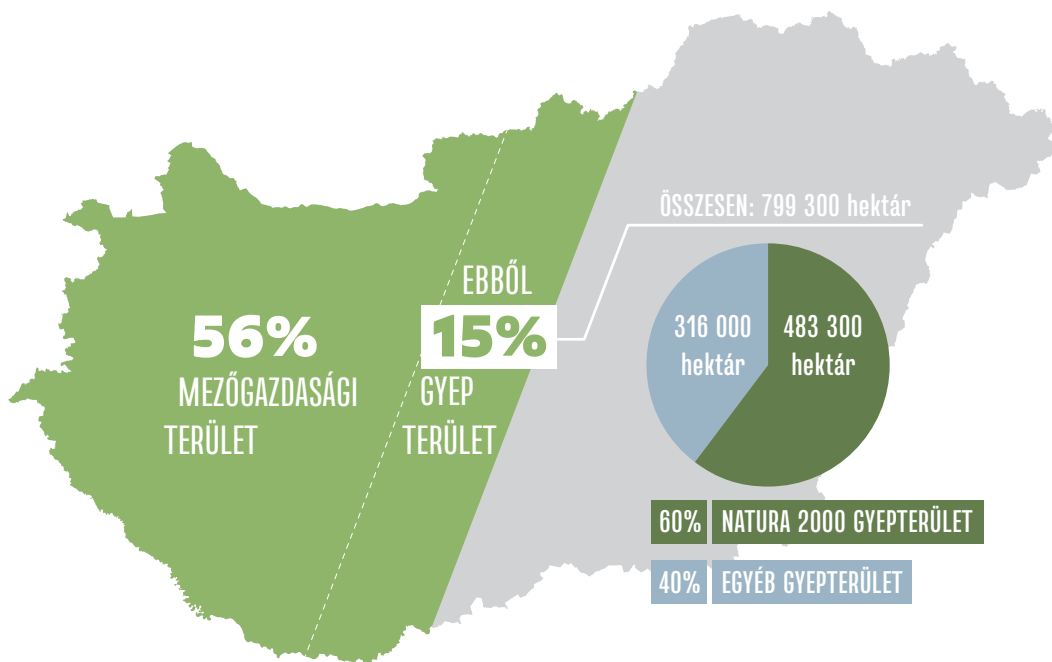 56%
MEZŐGAZDASÁGI
TERÜLET
EBBŐL
15%
GYEP
TERÜLET
ÖSSZESEN: 799 300 hektár
316 000
hektár
483 300
hektár
60% NATURA 2000 GYEPTERÜLET
40% EGYÉB GYEPTERÜLET